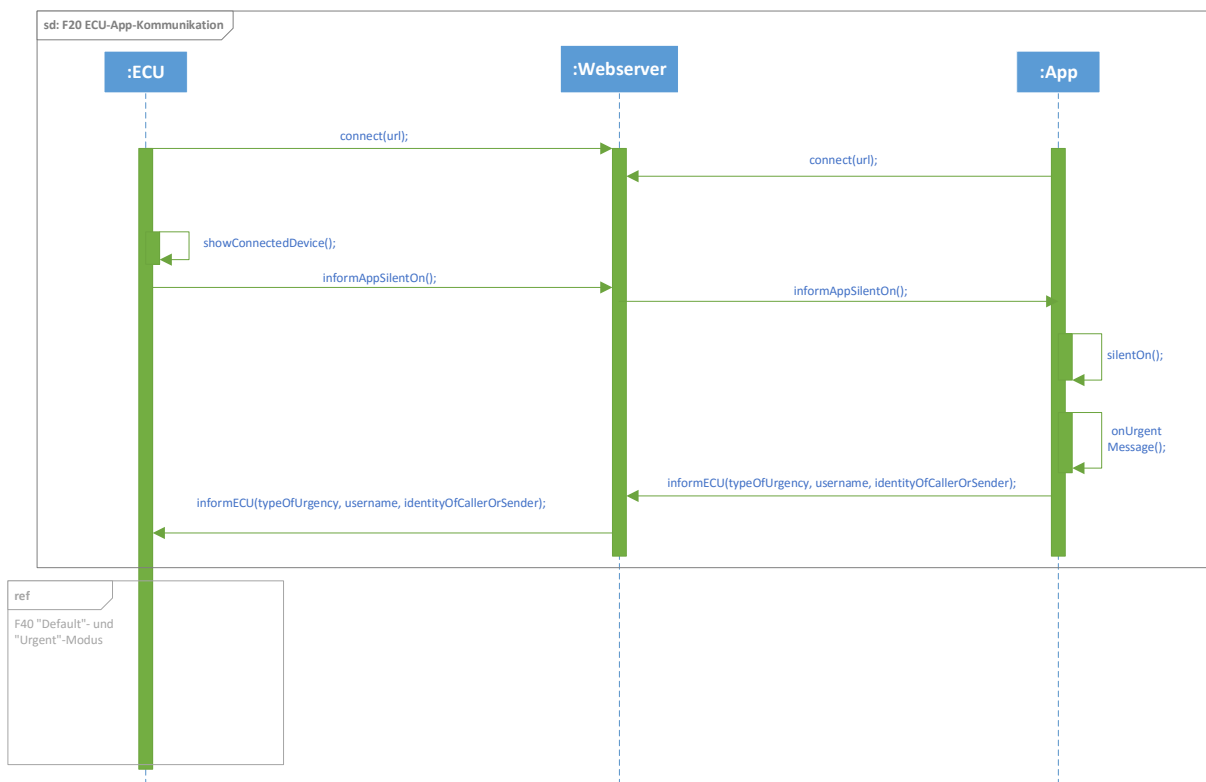 sd: F20 ECU-App-Kommunikation
:ECU
:Webserver
:App
connect(url);
connect(url);
showConnectedDevice();
informAppSilentOn();
informAppSilentOn();
silentOn();
onUrgent
Message();
informECU(typeOfUrgency, username, identityOfCallerOrSender);
informECU(typeOfUrgency, username, identityOfCallerOrSender);
ref
F40 "Default"- und
"Urgent"-Modus